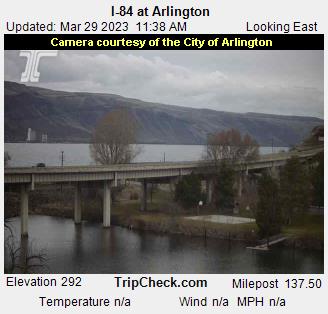 I-84 at Arlington
Updated: Mar 29 2023 11:38 AM Looking East
Camera courtesy of the City of Arlington
Elevation 292 TripCheck.com Milepost 137.50
Temperature n/a Wind n/a MPH n/a